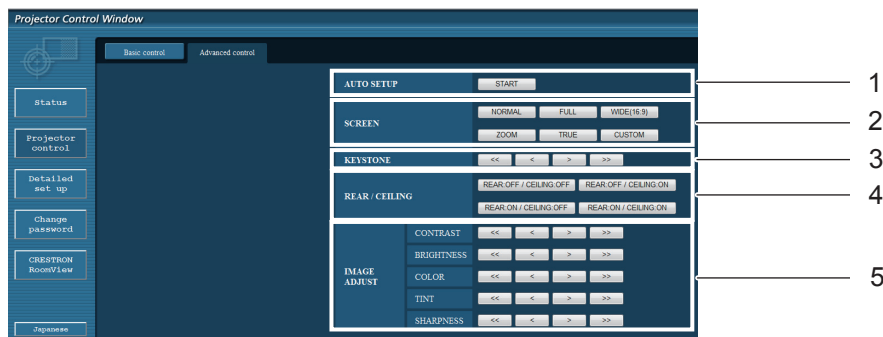 Projector Control Window
Basic control Advanced control
Status
Projector
control
Detailed
set up
Change
password
CRESTRON
RoomView
Japanese
AUTO SETUP START
SCREEN
NORMAL FULL WIDE(16:9)
ZOOM TRUE CUSTOM
KEYSTONE << < > >>
REAR / CEILING
REAR:OFF / CEILING:OFF REAR:OFF / CEILING:ON
REAR:ON / CEILING:OFF REAR:ON / CEILING:ON
IMAGE
ADJUST
CONTRAST << < > >>
BRIGHTNESS << < > >>
COLOR << < > >>
TINT << < > >>
SHARPNESS << < > >>
1
2
3
4
5